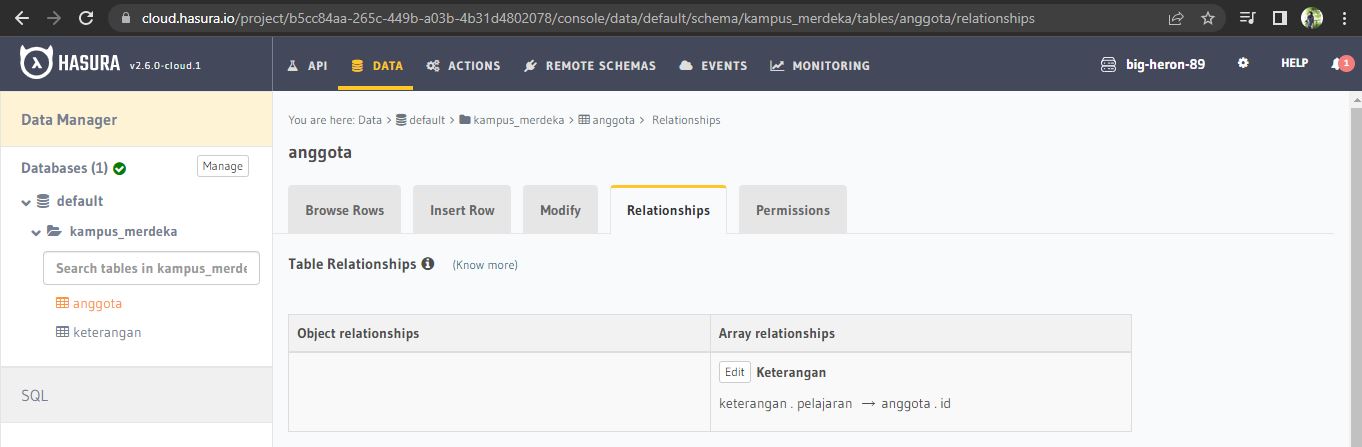 cloud.hasura.io/project/b5cc84aa-265c-449b-a03b-4b31d4802078/console/data/default/schema/kampus_merdeka/tables/anggota/relationships
HASURA v2.6.0-cloud.1
API
DATA
ACTIONS
REMOTE SCHEMAS
EVENTS
MONITORING
big-heron-89
HELP
1
Data Manager
Databases (1)
Manage
default
kampus_merdeka
Search tables in kampus_merde
anggota
keterangan
SQL
You are here: Data > default > kampus_merdeka > anggota > Relationships
anggota
Browse Rows
Insert Row
Modify
Relationships
Permissions
Table Relationships (Know more)
Object relationships
Array relationships
Edit Keterangan
keterangan . pelajaran → anggota . id